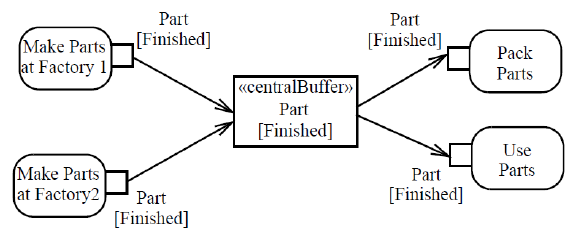 Part
[Finished]
Make Parts
at Factory 1
Part
[Finished]
Pack
Parts
«centralBuffer»
Part
[Finished]
Make Parts
at Factory2
Part
[Finished]
Use
Parts
Part
[Finished]